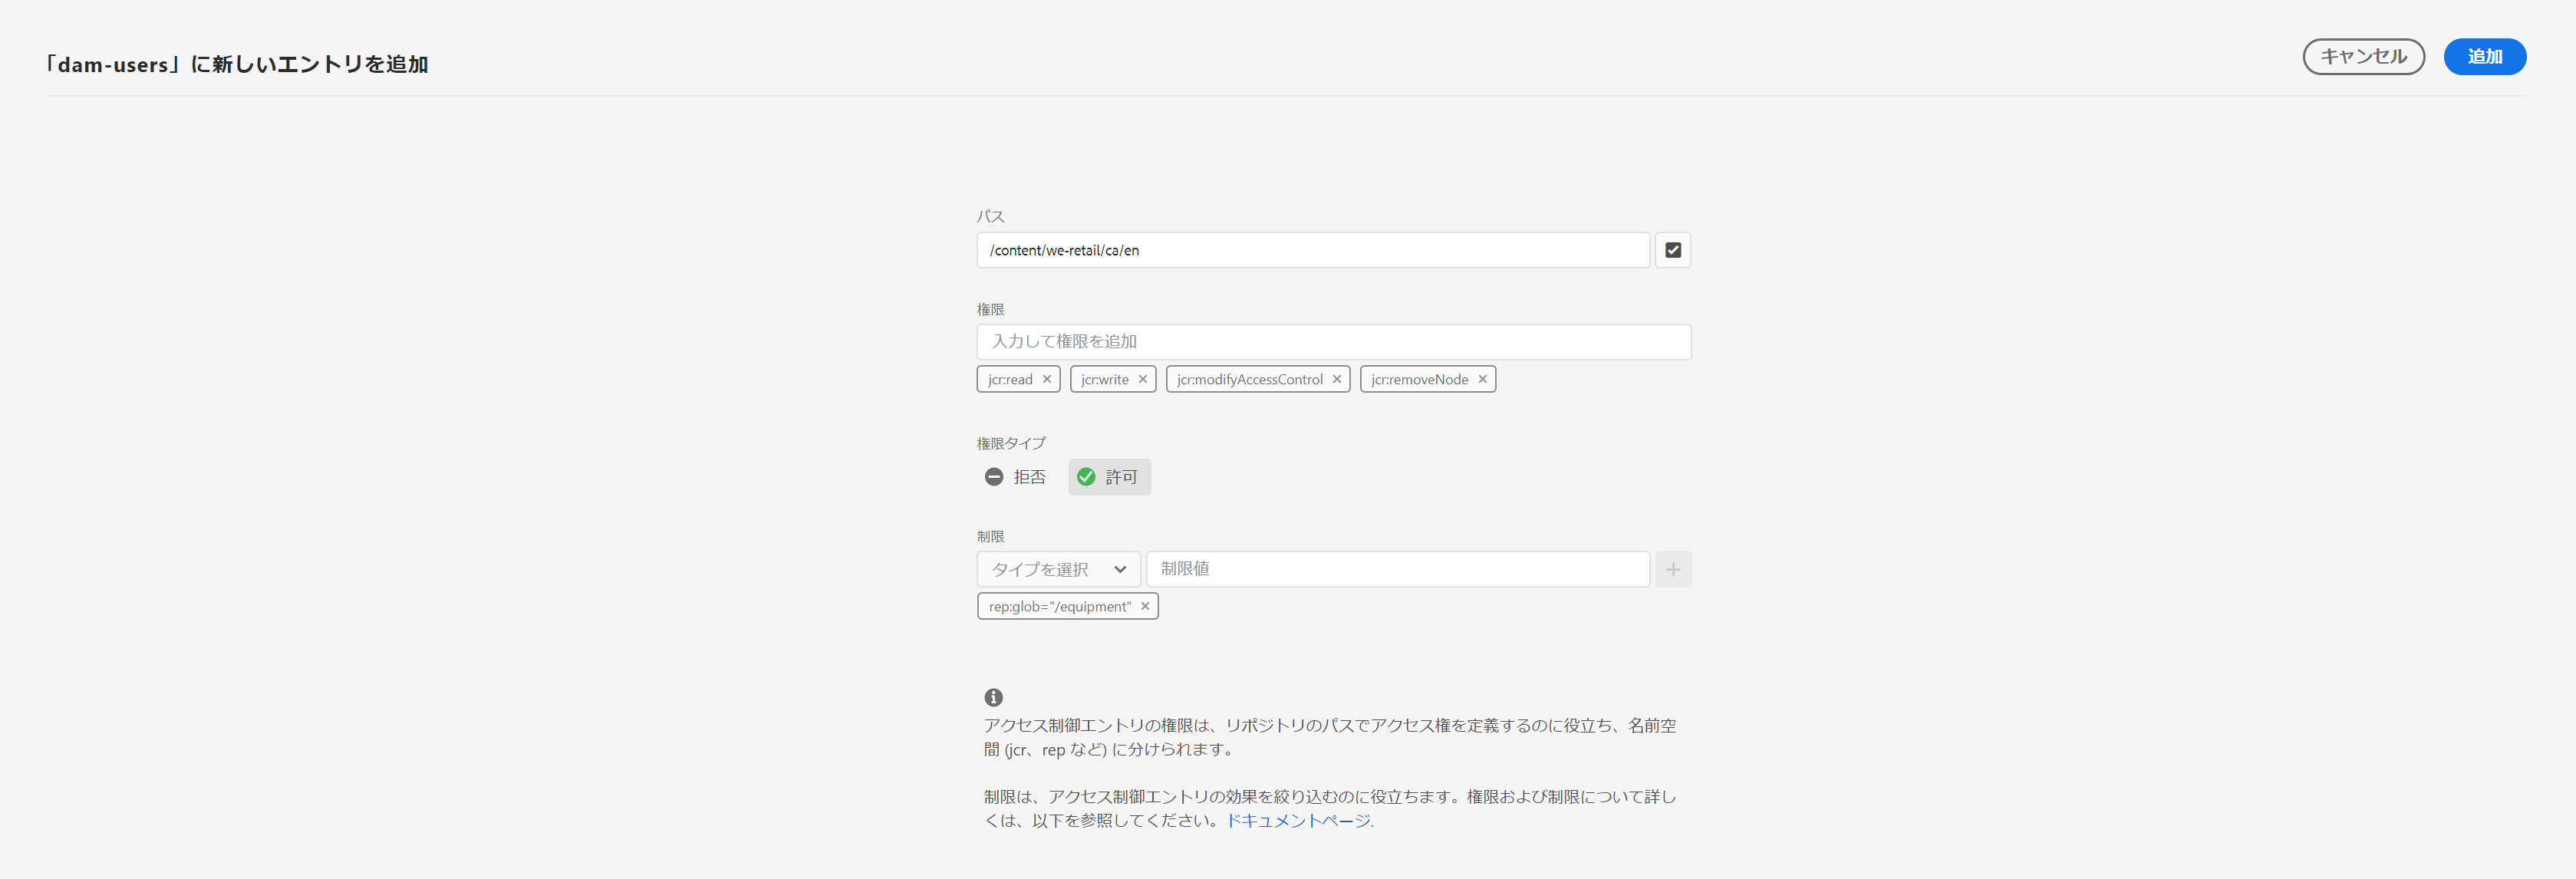 「dam-users」に新しいエントリを追加
キャンセル
追加
パス
/content/we-retail/ca/en
権限
入力して権限を追加
jcr:read
jcr:write
jcr:modifyAccessControl
jcr:removeNode
権限タイプ
拒否
許可
制限
タイプを選択
制限値
rep:glob="/equipment"
アクセス制御エントリの権限は、リポジトリのパスでアクセス権を定義するのに役立ち、名前空
間 (jcr、rep など) に分けられます。
制限は、アクセス制御エントリの効果を絞り込むのに役立ちます。権限および制限について詳し
くは、以下を参照してください。ドキュメントページ.